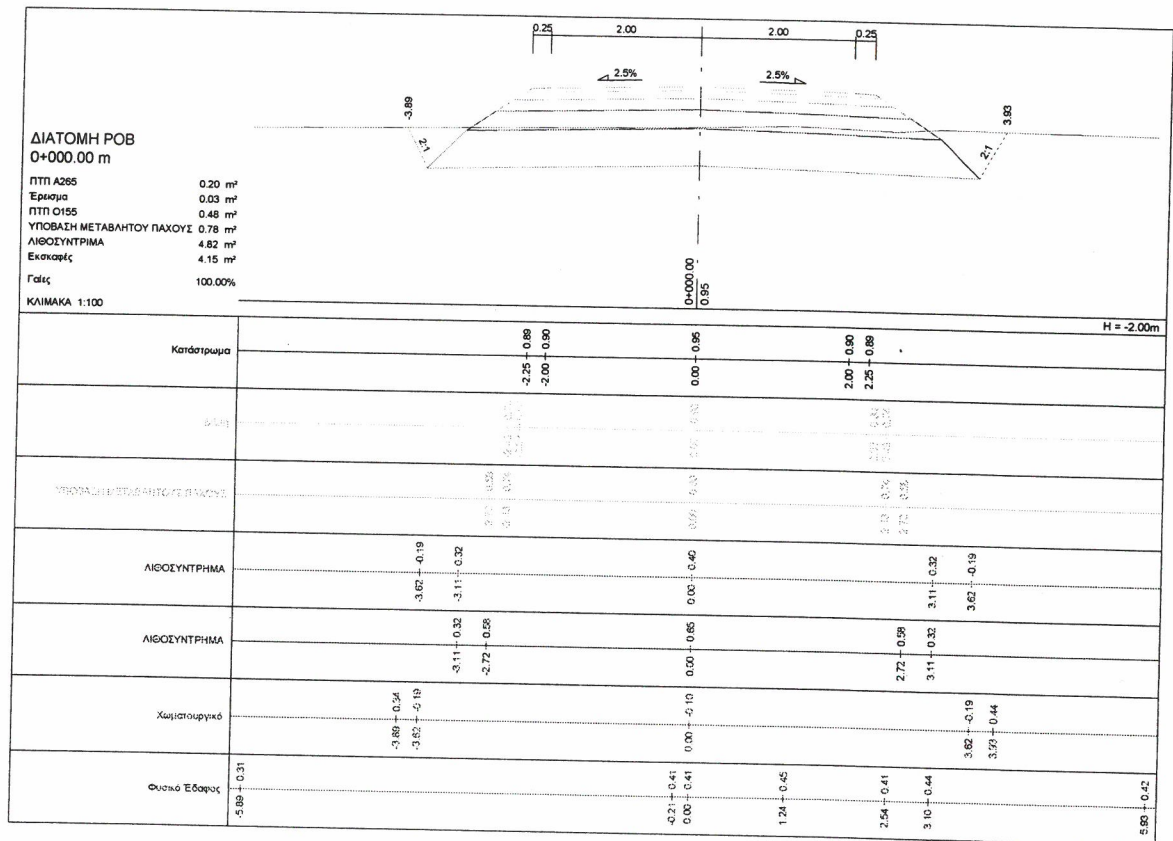 0.25 2.00 2.00 0.25
2.5% 2.5%
-3.89 3.93
2:1 2:1
ΔΙΑΤΟΜΗ ΡΟΒ
0+000.00 m
ΠΤΠ Α265 0.20 m²
Έρεισμα 0.03 m²
ΠΤΠ Ο155 0.48 m²
ΥΠΟΒΑΣΗ ΜΕΤΑΒΛΗΤΟΥ ΠΑΧΟΥΣ 0.78 m²
ΛΙΘΟΣΥΝΤΡΙΜΑ 4.82 m²
Εκσκαφές 4.15 m²
Γαίες 100.00%
ΚΛΙΜΑΚΑ 1:100
0+000.00
0.95
H = -2.00m
Κατάστρωμα
-2.25 0.89
-2.00 0.90
0.00 0.95
2.00 0.90
2.25 0.89
ΥΠΟΒΑΣΗ ΜΕΤΑΒΛΗΤΟΥΣ ΠΑΧΟΥΣ
ΛΙΘΟΣΥΝΤΡΗΜΑ
-3.62 -0.19
-3.11 0.32
0.00 0.40
3.11 0.32
3.62 -0.19
ΛΙΘΟΣΥΝΤΡΗΜΑ
-3.11 0.32
-2.72 0.58
0.00 0.65
2.72 0.58
3.11 0.32
Χωματουργικό
-3.89 0.34
-3.62 -0.19
0.00 -0.10
3.62 -0.19
3.93 0.44
Φυσικό Έδαφος
-5.89 0.31
-0.21 0.41
0.00 0.41
1.24 0.45
2.54 0.41
3.10 0.44
5.93 0.42